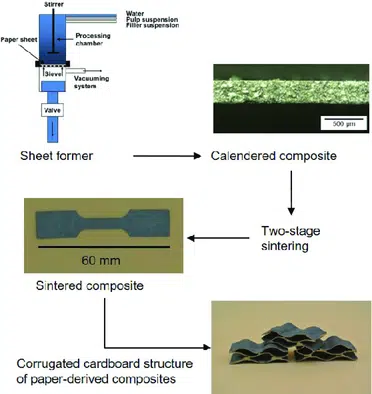 Stirrer
Water
Pulp suspension
Filler suspension
Paper sheet
Processing
chamber
Sieve
Vacuuming
system
Valve
500 µm
Sheet former
Calendered composite
Two-stage
sintering
60 mm
Sintered composite
Corrugated cardboard structure
of paper-derived composites